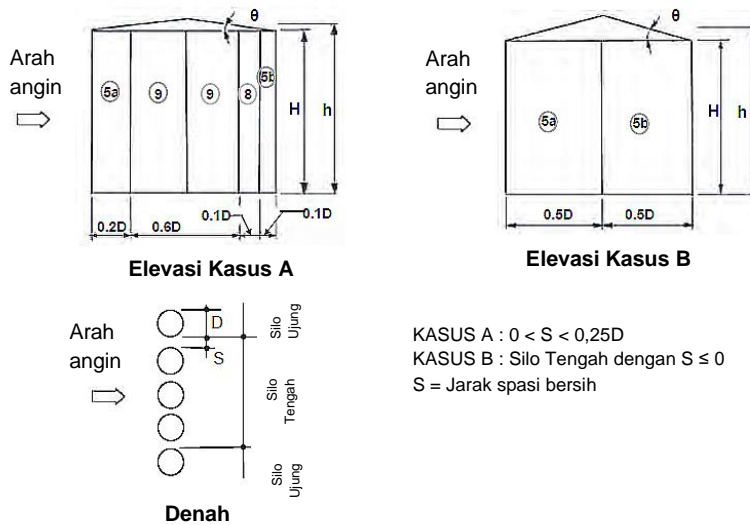 θ
Arah
angin
5a
9
9
8
5b
H
h
0.2D
0.6D
0.1D
0.1D
Elevasi Kasus A
θ
Arah
angin
5a
5b
H
h
0.5D
0.5D
Elevasi Kasus B
Arah
angin
D
S
Silo
Ujung
Silo
Tengah
Silo
Ujung
Denah
KASUS A : 0 < S < 0,25D
KASUS B : Silo Tengah dengan S ≤ 0
S = Jarak spasi bersih